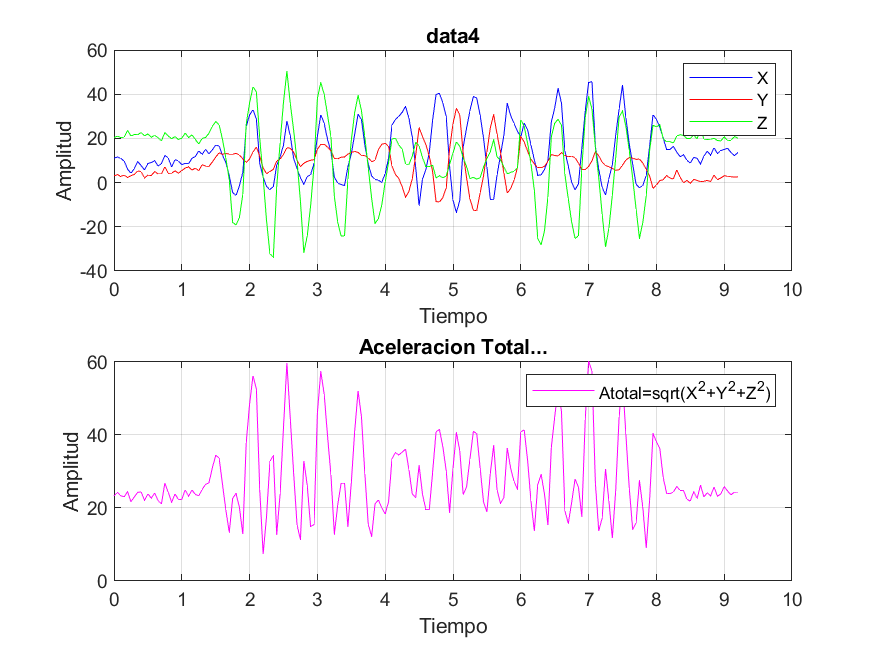 data4
60
40
20
0
-20
-40
Amplitud
X
Y
Z
0 1 2 3 4 5 6 7 8 9 10
Tiempo
Aceleracion Total...
60
40
20
0
Amplitud
Atotal=sqrt(X²+Y²+Z²)
0 1 2 3 4 5 6 7 8 9 10
Tiempo